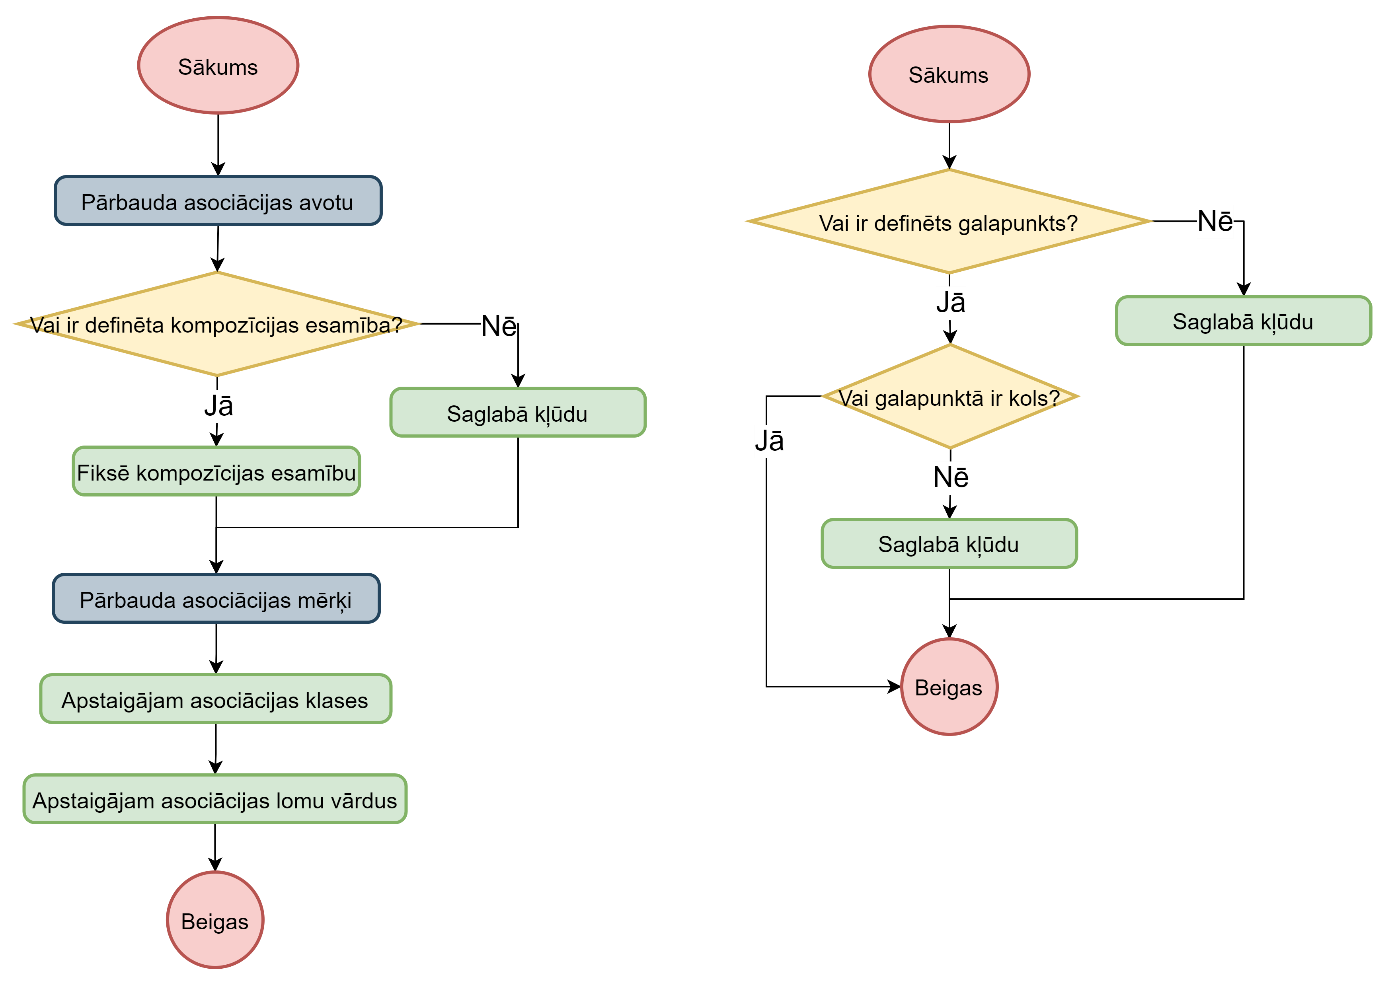 Sākums
Pārbauda asociācijas avotu
Vai ir definēta kompozīcijas esamība?
Nē
Jā
Saglabā kļūdu
Fiksē kompozīcijas esamību
Pārbauda asociācijas mērķi
Apstaigājam asociācijas klases
Apstaigājam asociācijas lomu vārdus
Beigas
Sākums
Vai ir definēts galapunkts?
Nē
Jā
Saglabā kļūdu
Vai galapunktā ir kols?
Jā
Nē
Saglabā kļūdu
Beigas